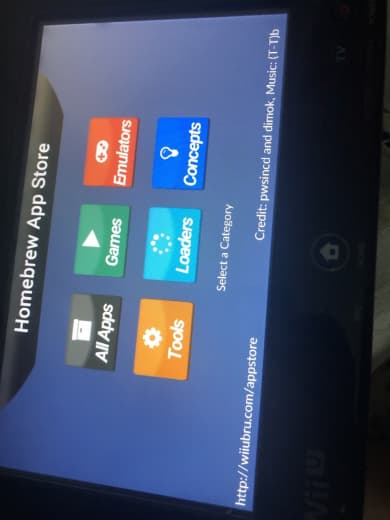 Homebrew App Store
All Apps
Games
Emulators
Tools
Loaders
Concepts
Select a Category
http://wiiubru.com/appstore
Credit: pwsincd and dimok, Music: (T-T)b
TV
Wii U